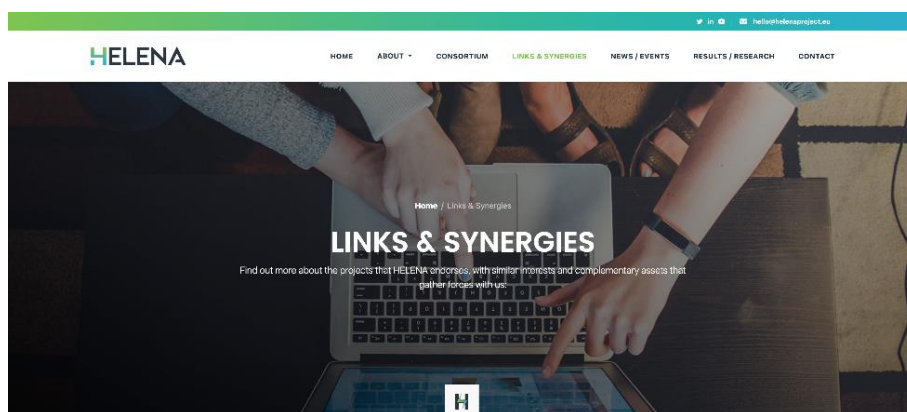 hello@helenaproject.eu
HELENA
HOME ABOUT CONSORTIUM LINKS & SYNERGIES NEWS / EVENTS RESULTS / RESEARCH CONTACT
Home / Links & Synergies
LINKS & SYNERGIES
Find out more about the projects that HELENA endorses, with similar interests and complementary assets that
gather forces with us:
H